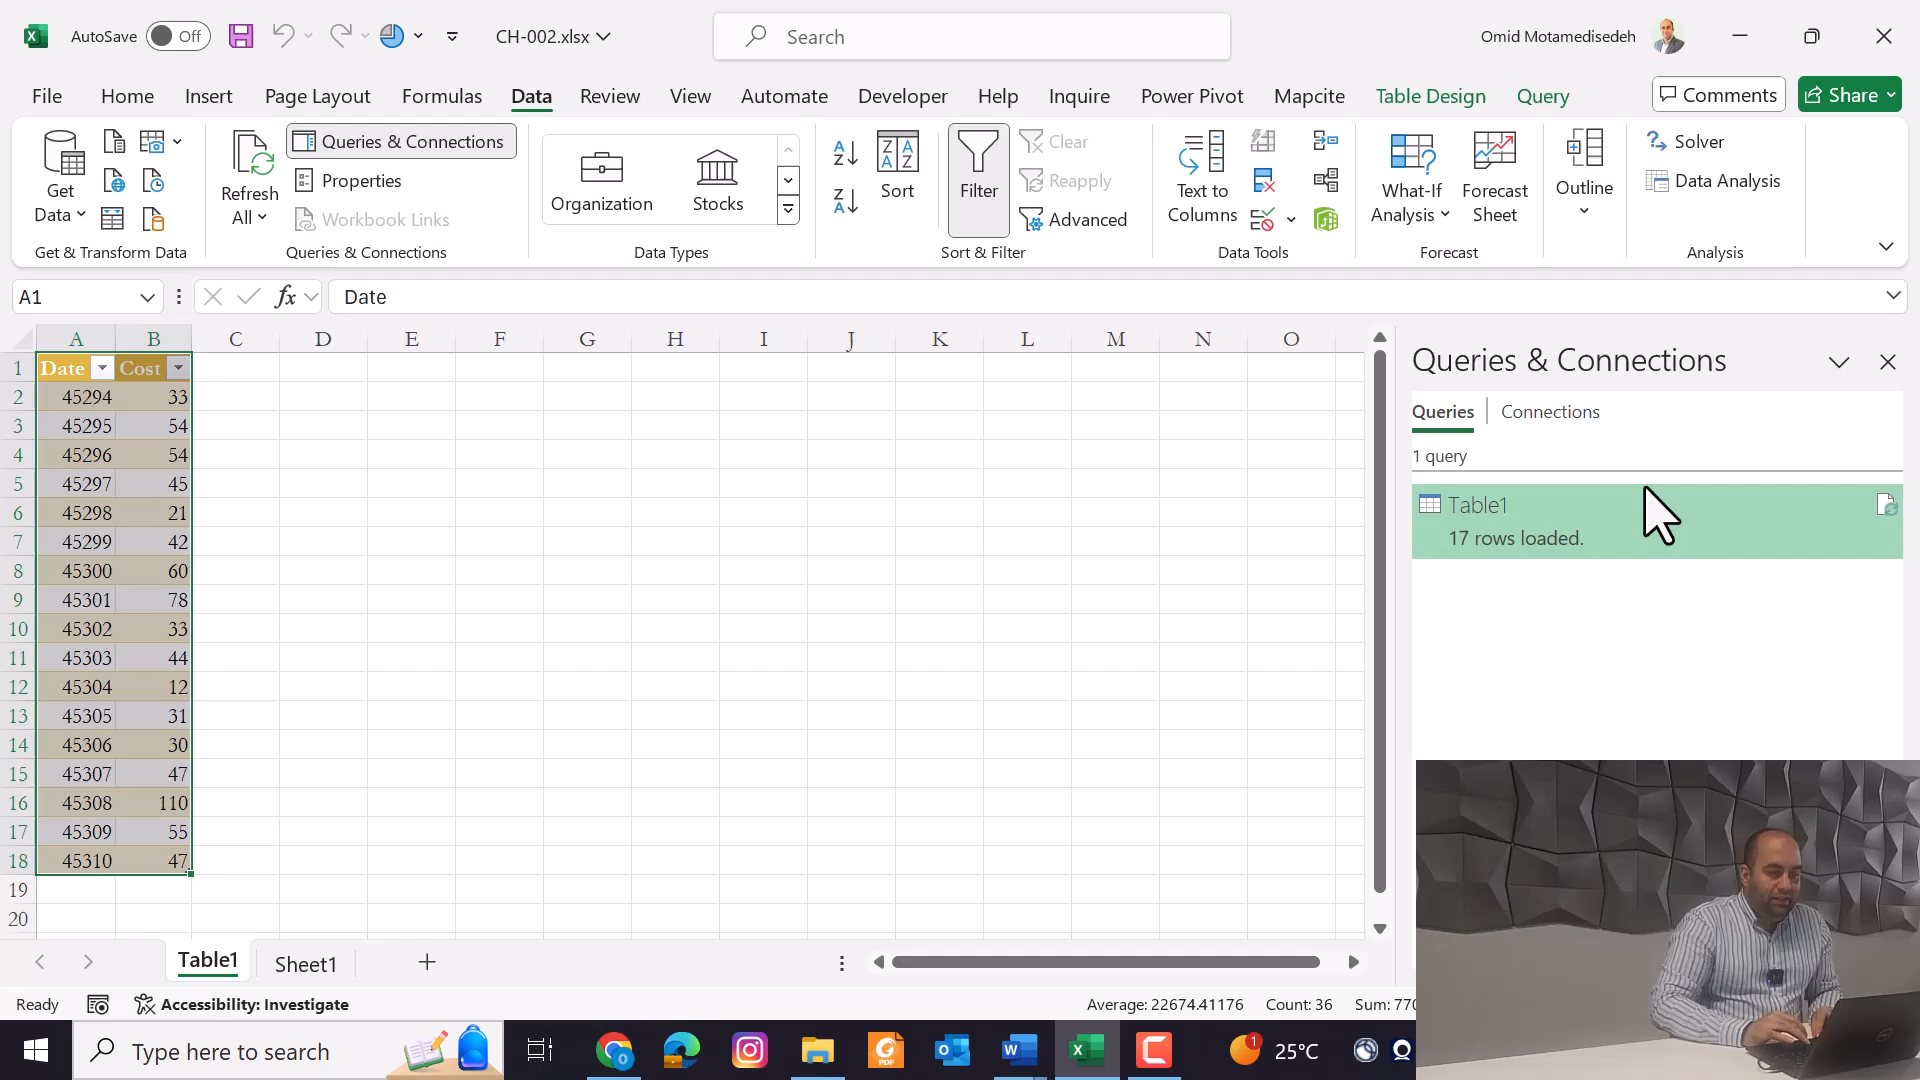 AutoSave Off CH-002.xlsx Search Omid Motamedisedeh
File Home Insert Page Layout Formulas Data Review View Automate Developer Help Inquire Power Pivot Mapcite Table Design Query Comments Share
Get Data
Refresh All
Queries & Connections
Properties
Workbook Links
Organization
Stocks
Sort
Filter
Clear
Reapply
Advanced
Text to Columns
What-If Analysis
Forecast Sheet
Outline
Solver
Data Analysis
Get & Transform Data Queries & Connections Data Types Sort & Filter Data Tools Forecast Analysis
A1 fx Date
A B C D E F G H I J K L M N O
1 Date Cost
2 45294 33
3 45295 54
4 45296 54
5 45297 45
6 45298 21
7 45299 42
8 45300 60
9 45301 78
10 45302 33
11 45303 44
12 45304 12
13 45305 31
14 45306 30
15 45307 47
16 45308 110
17 45309 55
18 45310 47
19
20
Queries & Connections
Queries Connections
1 query
Table1
17 rows loaded.
Table1 Sheet1
Ready Accessibility: Investigate Average: 22674.41176 Count: 36 Sum: 770
Type here to search
PDF
1
25°C